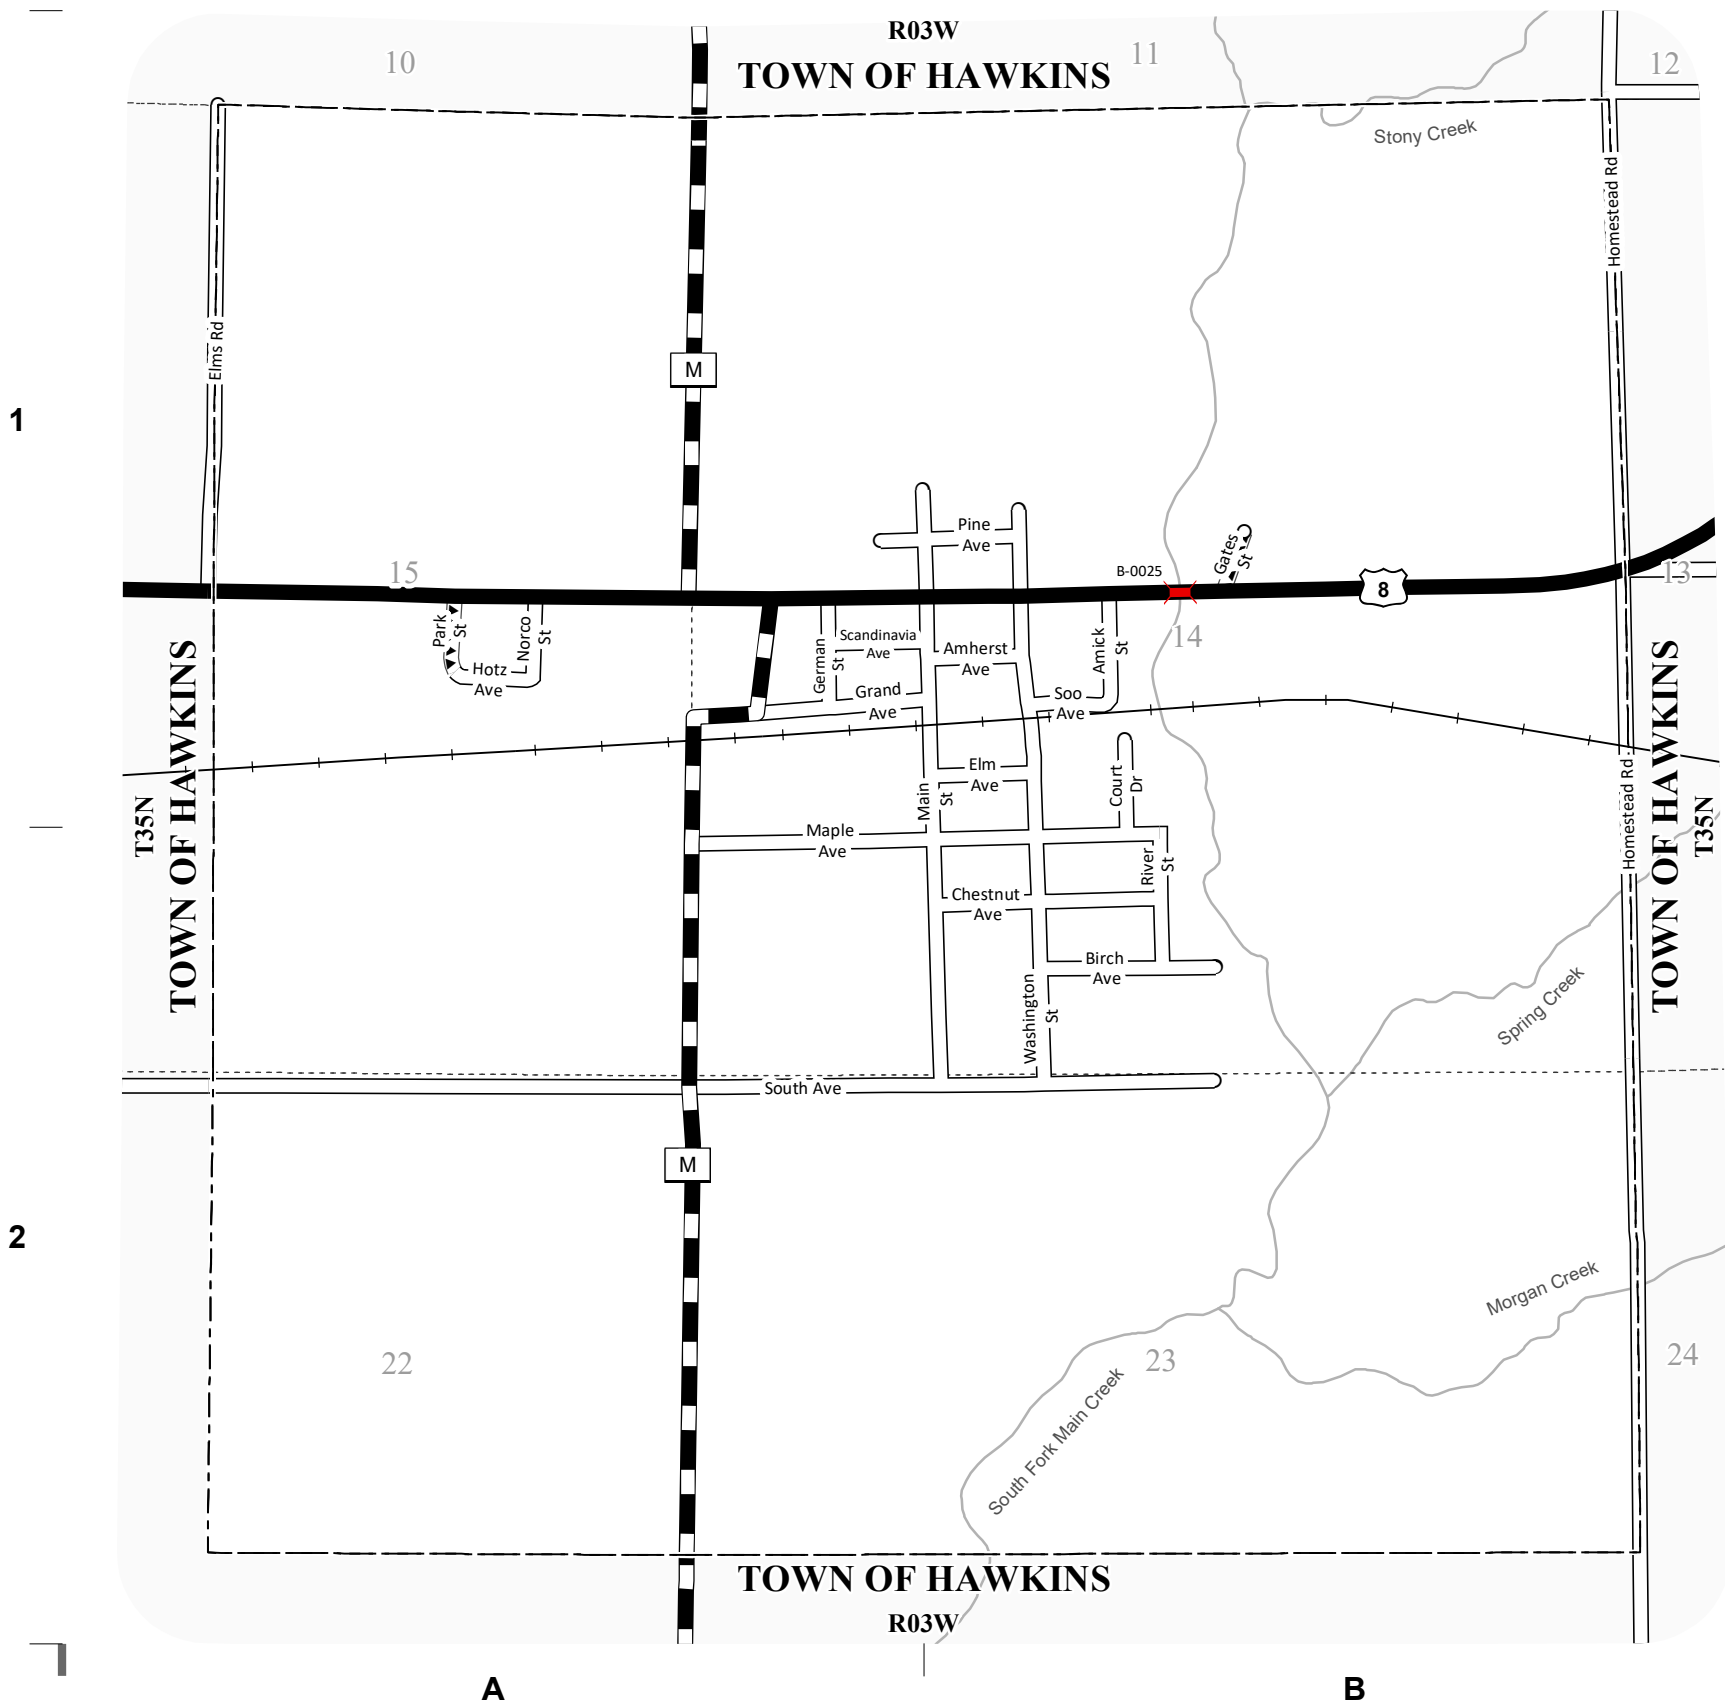 R03W
TOWN OF HAWKINS
10
11
12
Stony Creek
Homestead Rd
Elms Rd
M
1
Pine
Ave
15
B-0025
Gates
St
8
13
14
Park
St
Norco
St
Hotz
Ave
German
St
Scandinavia
Ave
Amherst
Ave
Amick
St
Grand
Ave
Soo
Ave
TOWN OF HAWKINS
T35N
Elm
Ave
Main
St
Court
Dr
Maple
Ave
River
St
Homestead Rd
TOWN OF HAWKINS
T35N
Chestnut
Ave
Birch
Ave
Washington
St
Spring Creek
South Ave
M
2
Morgan Creek
22
23
24
South Fork Main Creek
TOWN OF HAWKINS
R03W
A
B